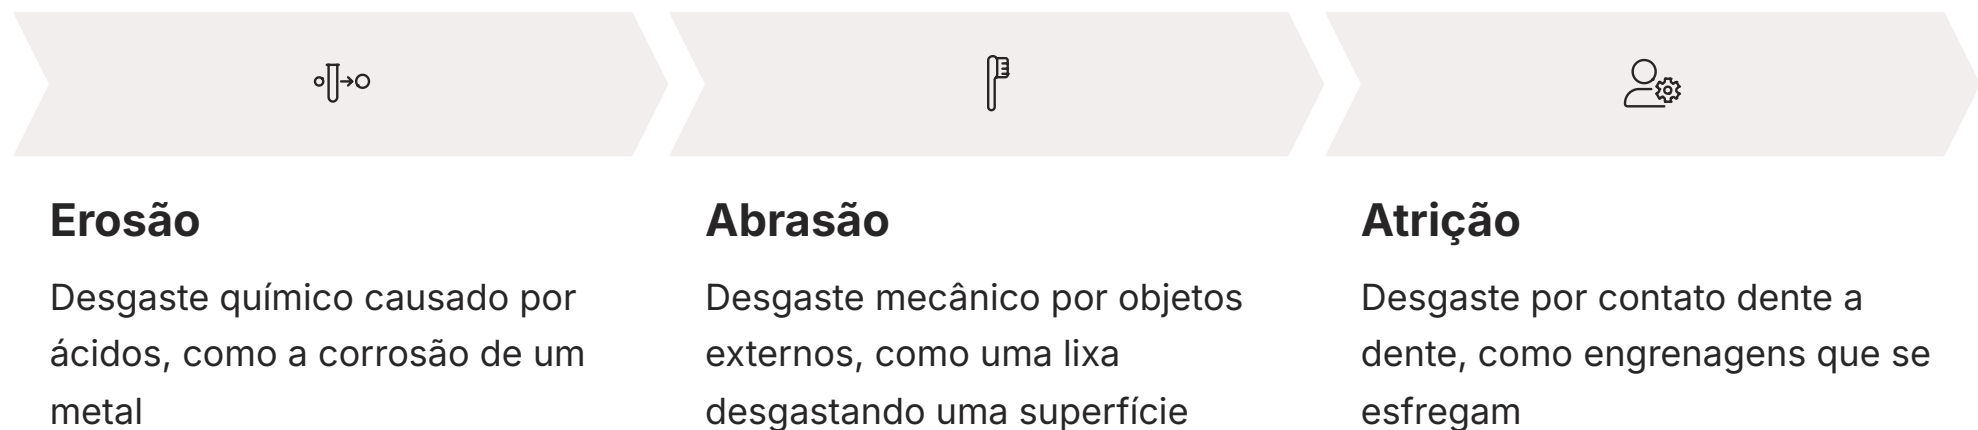 Erosão
Desgaste químico causado por
ácidos, como a corrosão de um
metal
Abrasão
Desgaste mecânico por objetos
externos, como uma lixa
desgastando uma superfície
Atrição
Desgaste por contato dente a
dente, como engrenagens que se
esfregam